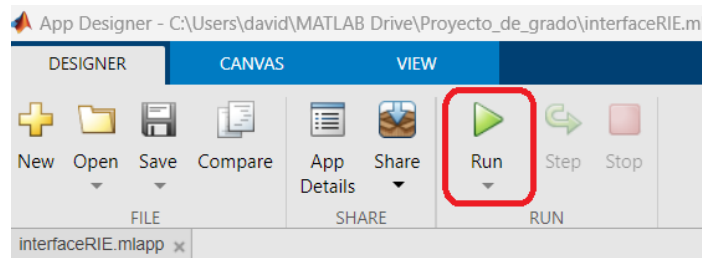 App Designer - C:\Users\david\MATLAB Drive\Proyecto_de_grado\interfaceRIE.m
DESIGNER CANVAS VIEW
New Open Save Compare App Details Share Run Step Stop
FILE SHARE RUN
interfaceRIE.mlapp